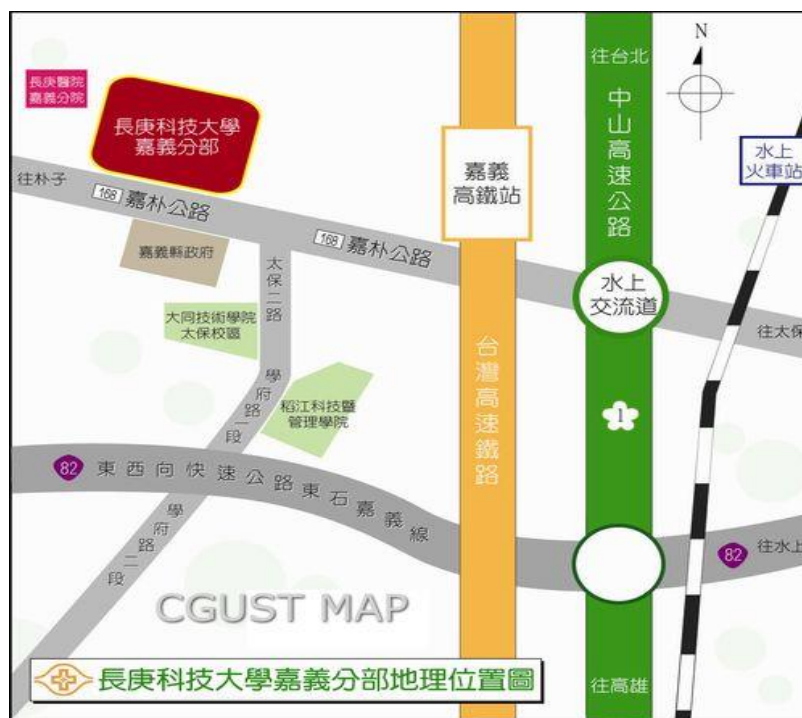 往台北
N
中山高速公路
長庚醫院
嘉義分院
長庚科技大學
嘉義分部
水上
火車站
嘉義
高鐵站
往朴子
168 嘉朴公路
168 嘉朴公路
嘉義縣政府
太保二路
水上
交流道
大同技術學院
太保校區
往太保
台灣高速鐵路
學府路一段
稻江科技暨
管理學院
1
82 東西向快速公路東石嘉義線
學府路二段
82 往水上
CGUST MAP
長庚科技大學嘉義分部地理位置圖
往高雄